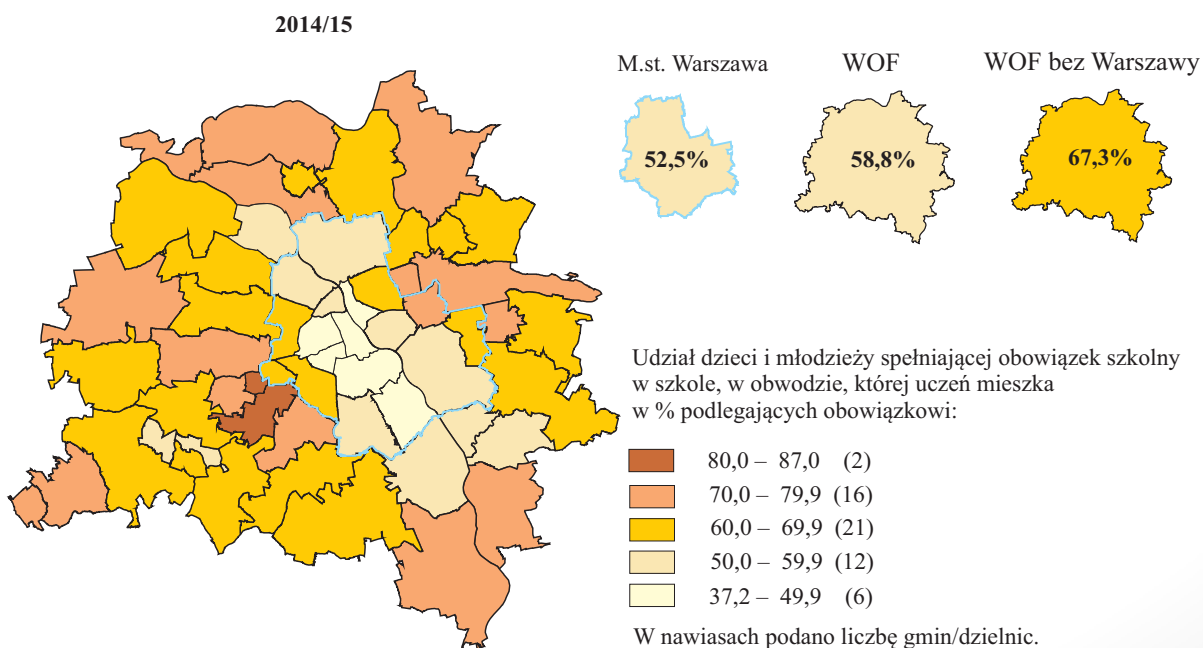 2014/15
M.st. Warszawa
WOF
WOF bez Warszawy
52,5%
58,8%
67,3%
Udział dzieci i młodzieży spełniającej obowiązek szkolny
w szkole, w obwodzie, której uczeń mieszka
w % podlegających obowiązkowi:
80,0 – 87,0 (2)
70,0 – 79,9 (16)
60,0 – 69,9 (21)
50,0 – 59,9 (12)
37,2 – 49,9 (6)
W nawiasach podano liczbę gmin/dzielnic.